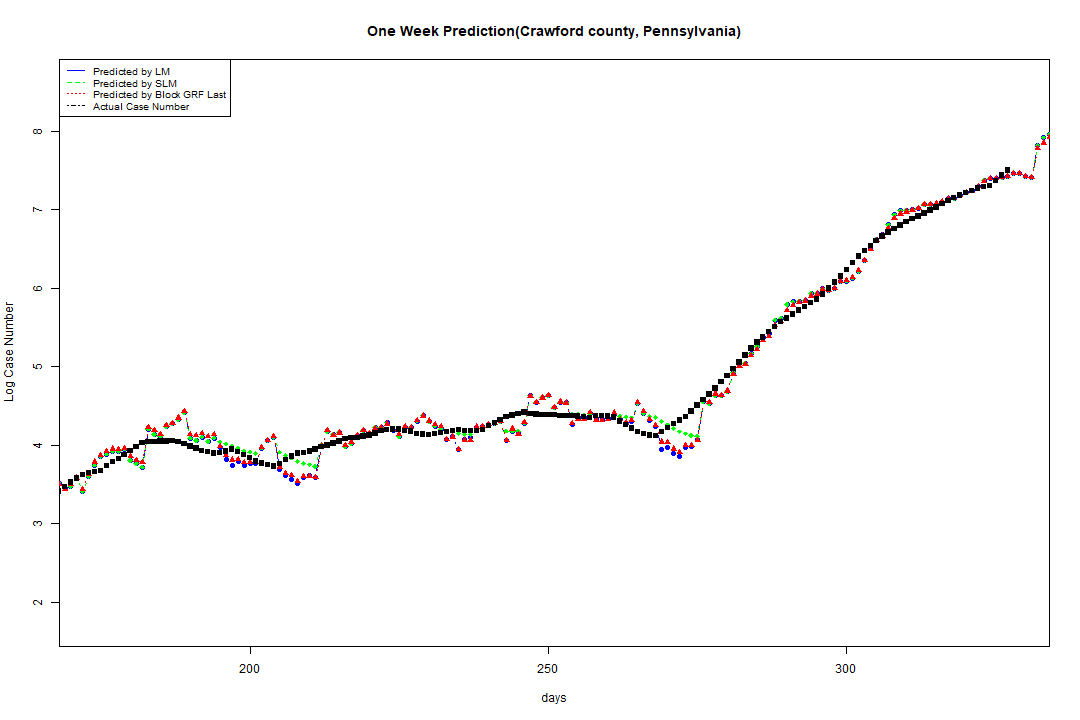 One Week Prediction(Crawford county, Pennsylvania)
Predicted by LM
Predicted by SLM
Predicted by Block GRF Last
Actual Case Number
8
7
6
5
4
3
2
Log Case Number
200
250
300
days